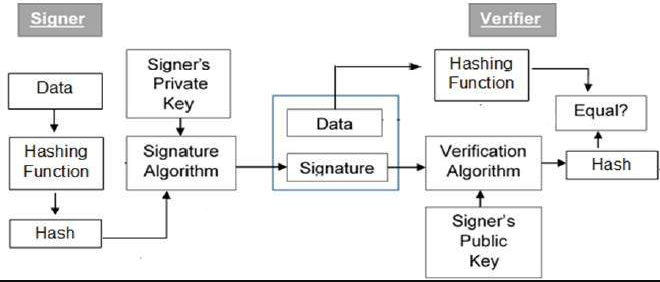 Signer
Verifier
Data
Hashing
Function
Hash
Signer's
Private
Key
Signature
Algorithm
Data
Signature
Hashing
Function
Equal?
Verification
Algorithm
Hash
Signer's
Public
Key